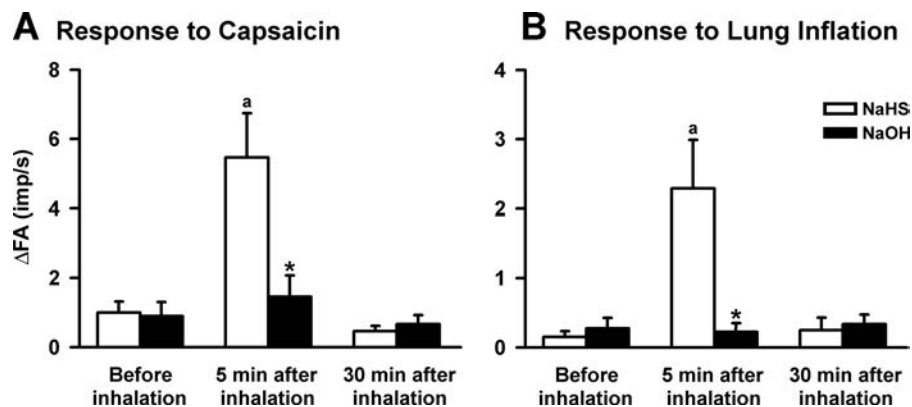 A Response to Capsaicin
B Response to Lung Inflation
ΔFA (imp/s)
8
6
4
2
0
a
*
Before inhalation
5 min after inhalation
30 min after inhalation
4
3
2
1
0
a
*
NaHS
NaOH
Before inhalation
5 min after inhalation
30 min after inhalation